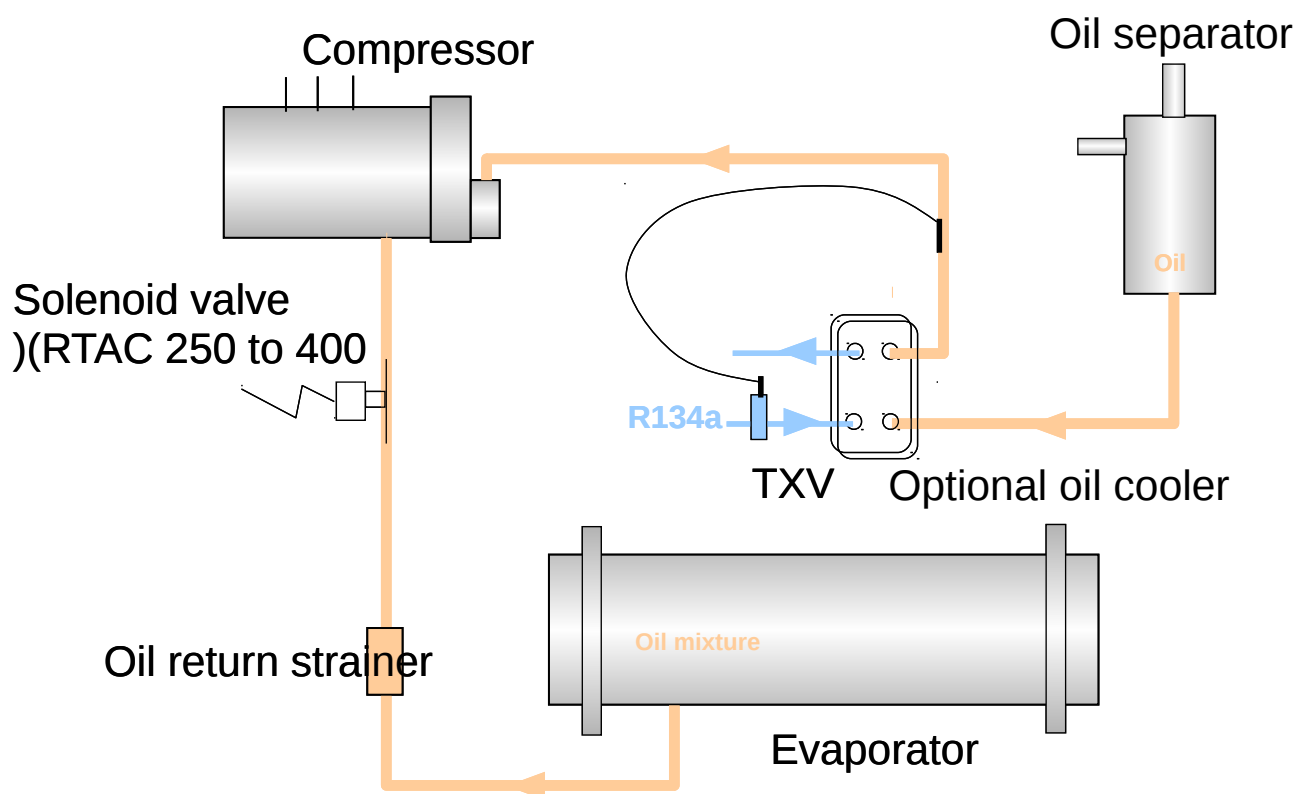 Compressor
Oil separator
Oil
Solenoid valve
)(RTAC 250 to 400
R134a
TXV
Optional oil cooler
Oil mixture
Oil return strainer
Evaporator